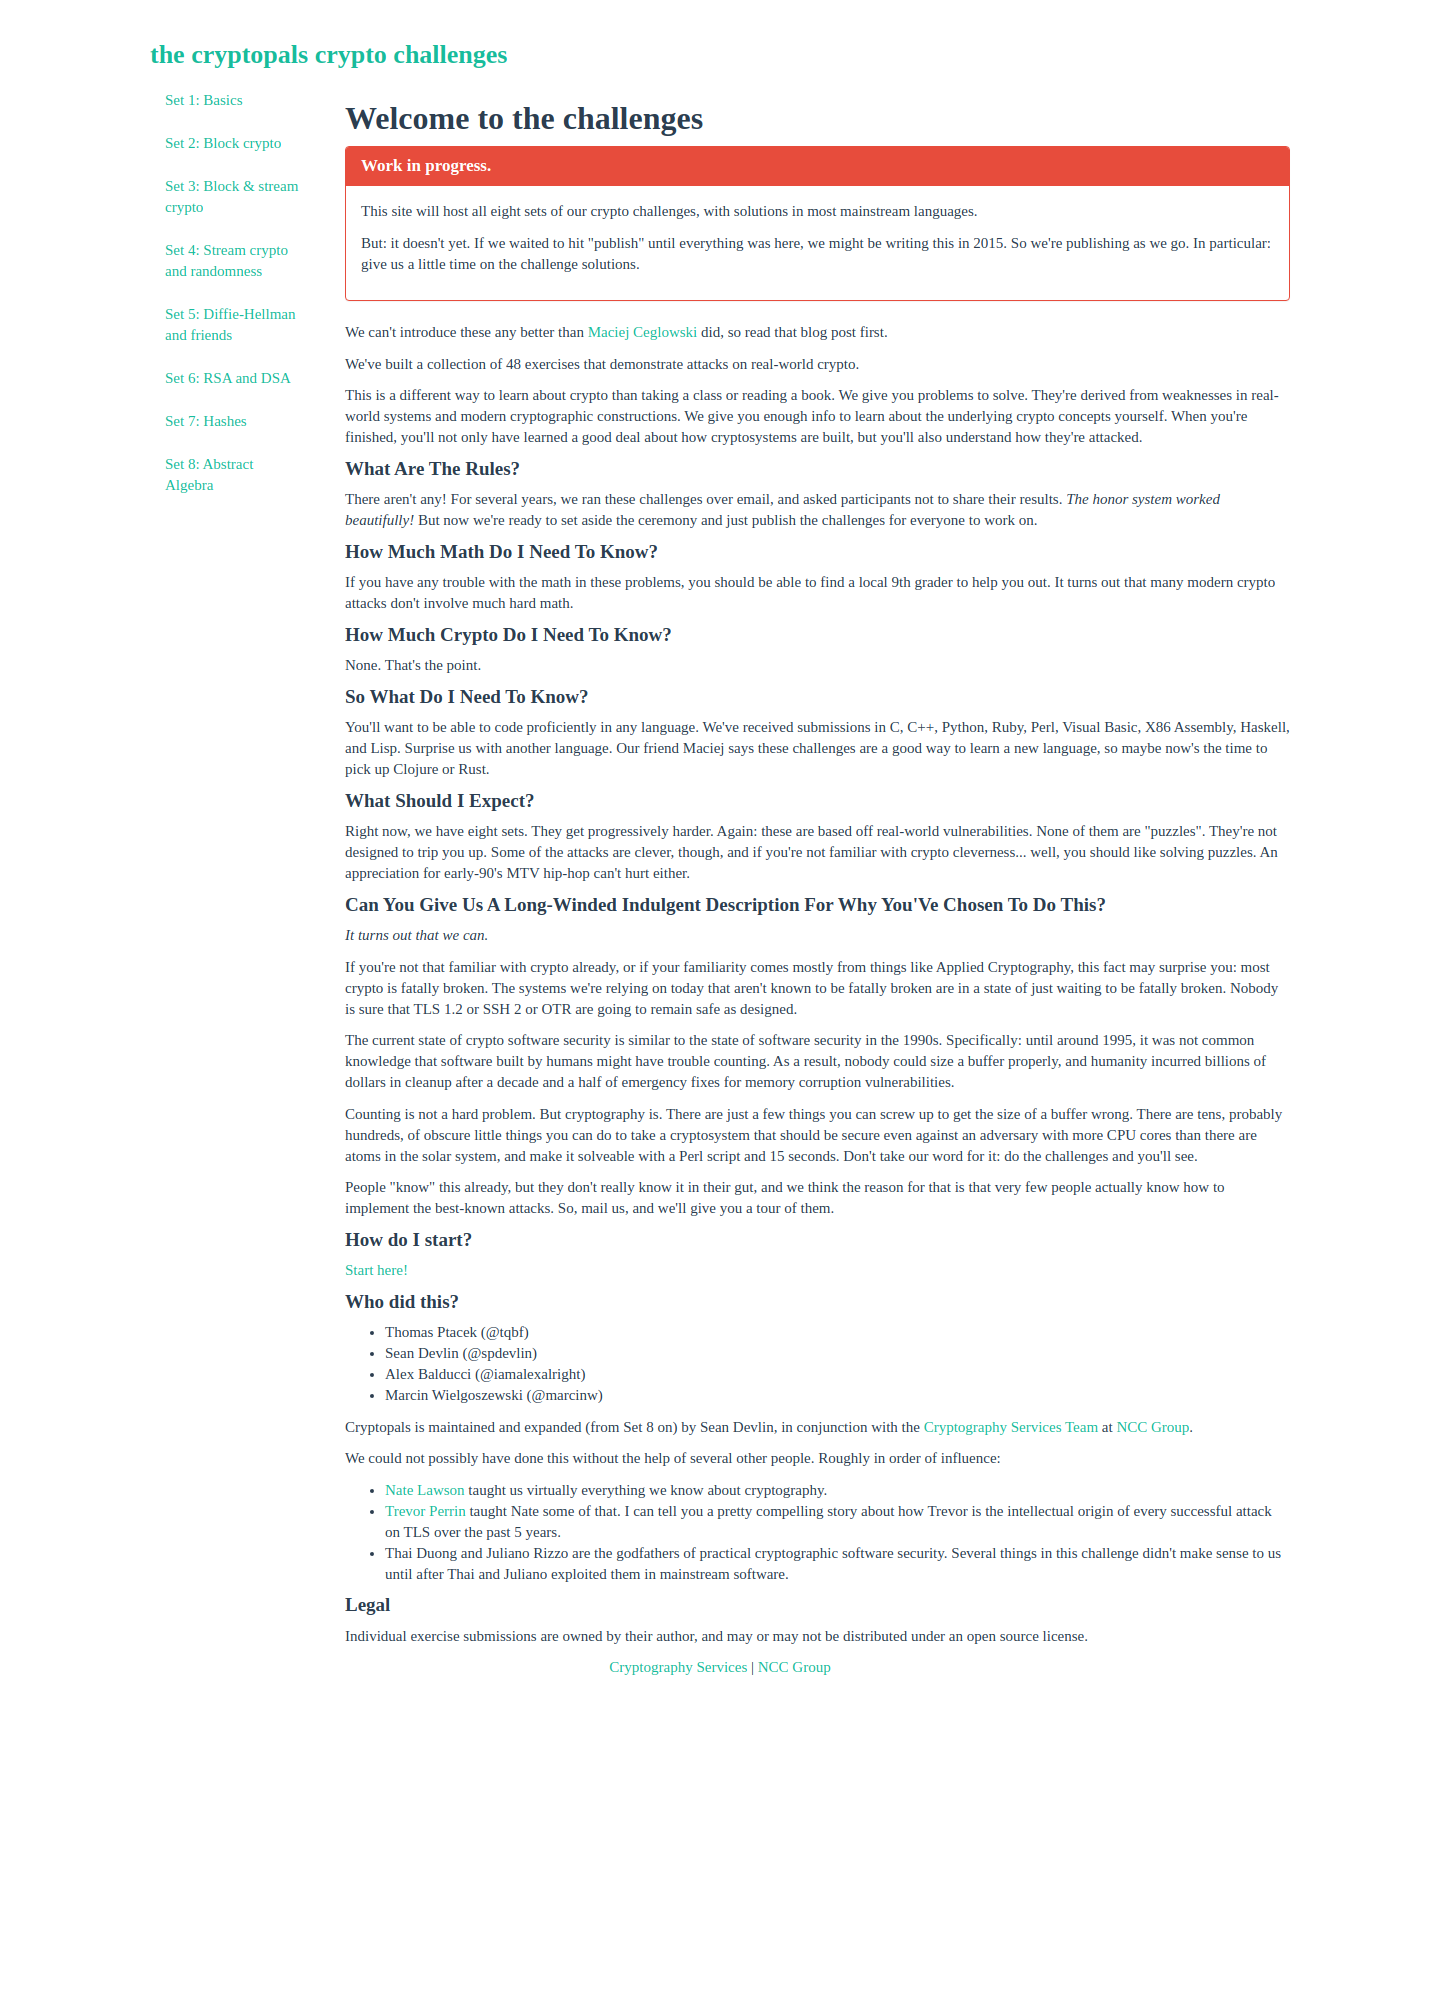 the cryptopals crypto challenges
Set 1: Basics
Set 2: Block crypto
Set 3: Block & stream
crypto
Set 4: Stream crypto
and randomness
Set 5: Diffie-Hellman
and friends
Set 6: RSA and DSA
Set 7: Hashes
Set 8: Abstract
Algebra
Welcome to the challenges
Work in progress.
This site will host all eight sets of our crypto challenges, with solutions in most mainstream languages.
But: it doesn't yet. If we waited to hit "publish" until everything was here, we might be writing this in 2015. So we're publishing as we go. In particular:
give us a little time on the challenge solutions.
We can't introduce these any better than Maciej Ceglowski did, so read that blog post first.
We've built a collection of 48 exercises that demonstrate attacks on real-world crypto.
This is a different way to learn about crypto than taking a class or reading a book. We give you problems to solve. They're derived from weaknesses in real-
world systems and modern cryptographic constructions. We give you enough info to learn about the underlying crypto concepts yourself. When you're
finished, you'll not only have learned a good deal about how cryptosystems are built, but you'll also understand how they're attacked.
What Are The Rules?
There aren't any! For several years, we ran these challenges over email, and asked participants not to share their results. The honor system worked
beautifully! But now we're ready to set aside the ceremony and just publish the challenges for everyone to work on.
How Much Math Do I Need To Know?
If you have any trouble with the math in these problems, you should be able to find a local 9th grader to help you out. It turns out that many modern crypto
attacks don't involve much hard math.
How Much Crypto Do I Need To Know?
None. That's the point.
So What Do I Need To Know?
You'll want to be able to code proficiently in any language. We've received submissions in C, C++, Python, Ruby, Perl, Visual Basic, X86 Assembly, Haskell,
and Lisp. Surprise us with another language. Our friend Maciej says these challenges are a good way to learn a new language, so maybe now's the time to
pick up Clojure or Rust.
What Should I Expect?
Right now, we have eight sets. They get progressively harder. Again: these are based off real-world vulnerabilities. None of them are "puzzles". They're not
designed to trip you up. Some of the attacks are clever, though, and if you're not familiar with crypto cleverness... well, you should like solving puzzles. An
appreciation for early-90's MTV hip-hop can't hurt either.
Can You Give Us A Long-Winded Indulgent Description For Why You'Ve Chosen To Do This?
It turns out that we can.
If you're not that familiar with crypto already, or if your familiarity comes mostly from things like Applied Cryptography, this fact may surprise you: most
crypto is fatally broken. The systems we're relying on today that aren't known to be fatally broken are in a state of just waiting to be fatally broken. Nobody
is sure that TLS 1.2 or SSH 2 or OTR are going to remain safe as designed.
The current state of crypto software security is similar to the state of software security in the 1990s. Specifically: until around 1995, it was not common
knowledge that software built by humans might have trouble counting. As a result, nobody could size a buffer properly, and humanity incurred billions of
dollars in cleanup after a decade and a half of emergency fixes for memory corruption vulnerabilities.
Counting is not a hard problem. But cryptography is. There are just a few things you can screw up to get the size of a buffer wrong. There are tens, probably
hundreds, of obscure little things you can do to take a cryptosystem that should be secure even against an adversary with more CPU cores than there are
atoms in the solar system, and make it solveable with a Perl script and 15 seconds. Don't take our word for it: do the challenges and you'll see.
People "know" this already, but they don't really know it in their gut, and we think the reason for that is that very few people actually know how to
implement the best-known attacks. So, mail us, and we'll give you a tour of them.
How do I start?
Start here!
Who did this?
• Thomas Ptacek (@tqbf)
• Sean Devlin (@spdevlin)
• Alex Balducci (@iamalexalright)
• Marcin Wielgoszewski (@marcinw)
Cryptopals is maintained and expanded (from Set 8 on) by Sean Devlin, in conjunction with the Cryptography Services Team at NCC Group.
We could not possibly have done this without the help of several other people. Roughly in order of influence:
• Nate Lawson taught us virtually everything we know about cryptography.
• Trevor Perrin taught Nate some of that. I can tell you a pretty compelling story about how Trevor is the intellectual origin of every successful attack
on TLS over the past 5 years.
• Thai Duong and Juliano Rizzo are the godfathers of practical cryptographic software security. Several things in this challenge didn't make sense to us
until after Thai and Juliano exploited them in mainstream software.
Legal
Individual exercise submissions are owned by their author, and may or may not be distributed under an open source license.
Cryptography Services | NCC Group